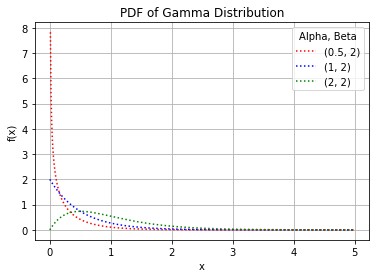 PDF of Gamma Distribution
8
7
6
5
4
3
2
1
0
f(x)
Alpha, Beta
(0.5, 2)
(1, 2)
(2, 2)
0 1 2 3 4 5
x